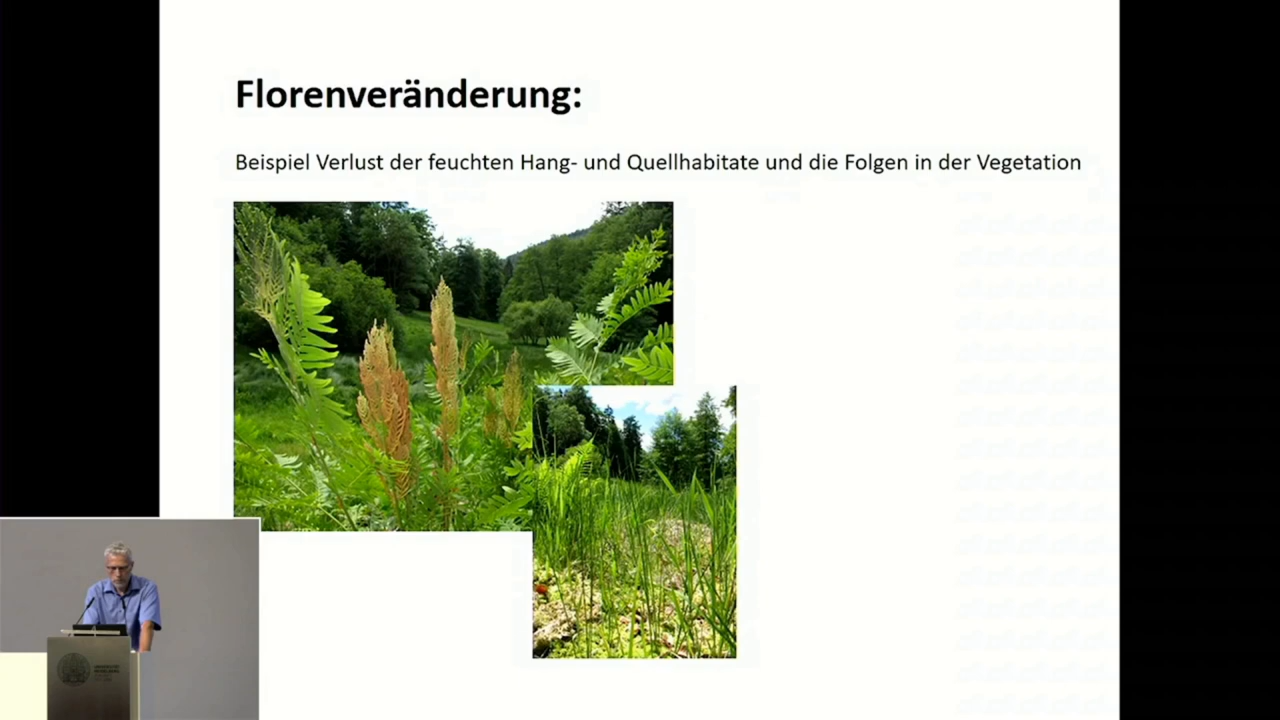 Florenveränderung:
Beispiel Verlust der feuchten Hang- und Quellhabitate und die Folgen in der Vegetation